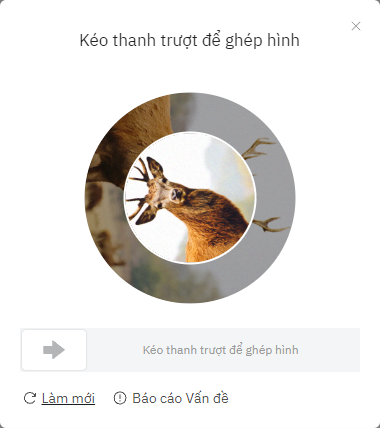 Kéo thanh trượt để ghép hình
Kéo thanh trượt để ghép hình
Làm mới
Báo cáo Vấn đề